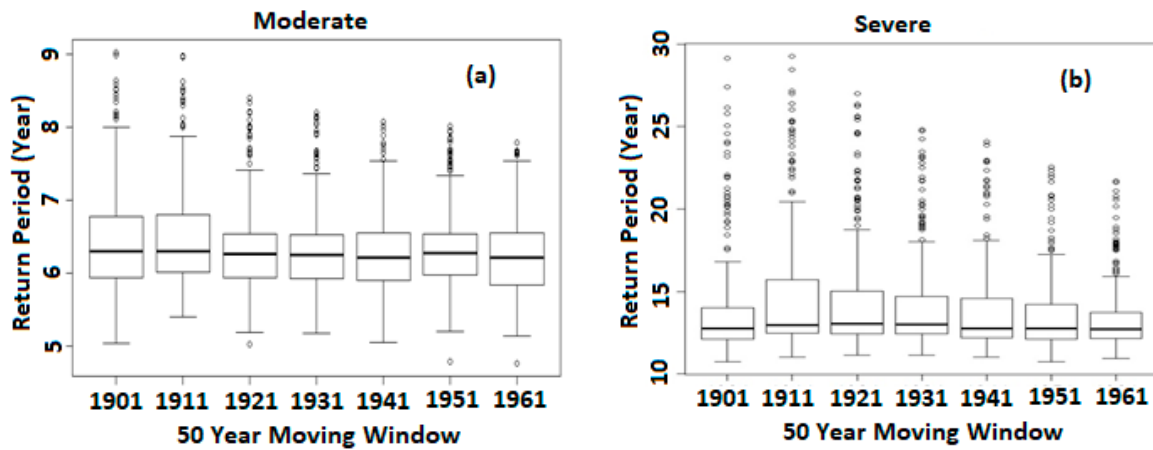 Moderate
(a)
Return Period (Year)
9
8
7
6
5
1901 1911 1921 1931 1941 1951 1961
50 Year Moving Window
Severe
(b)
Return Period (Year)
30
25
20
15
10
1901 1911 1921 1931 1941 1951 1961
50 Year Moving Window